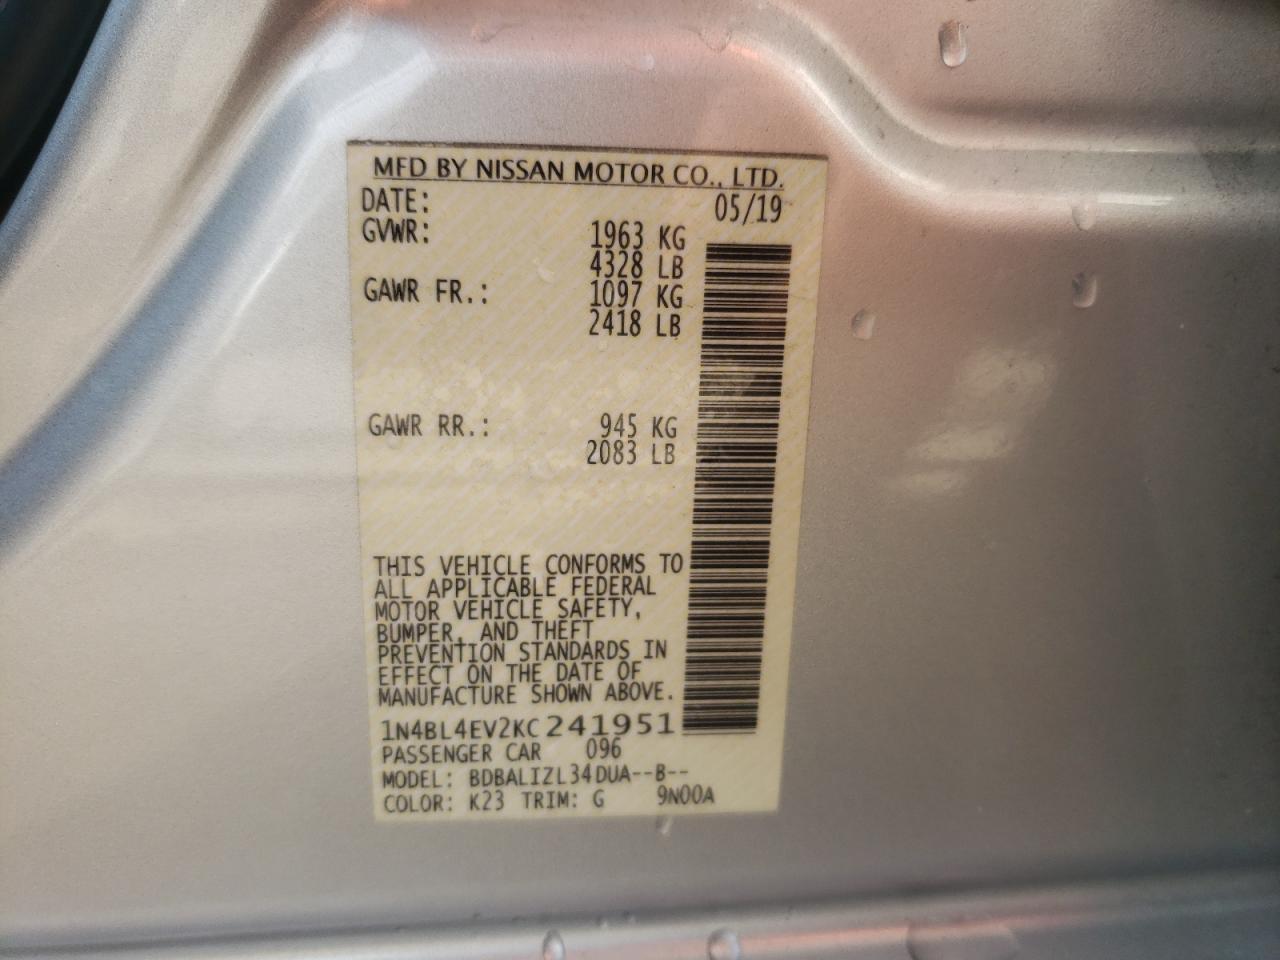 MFD BY NISSAN MOTOR CO., LTD.
DATE: 05/19
GVWR: 1963 KG
4328 LB
GAWR FR.: 1097 KG
2418 LB
GAWR RR.: 945 KG
2083 LB
THIS VEHICLE CONFORMS TO
ALL APPLICABLE FEDERAL
MOTOR VEHICLE SAFETY,
BUMPER, AND THEFT
PREVENTION STANDARDS IN
EFFECT ON THE DATE OF
MANUFACTURE SHOWN ABOVE.
1N4BL4EV2KC241951
PASSENGER CAR 096
MODEL: BDBALIZL34DUA--B--
COLOR: K23 TRIM: G 9N00A